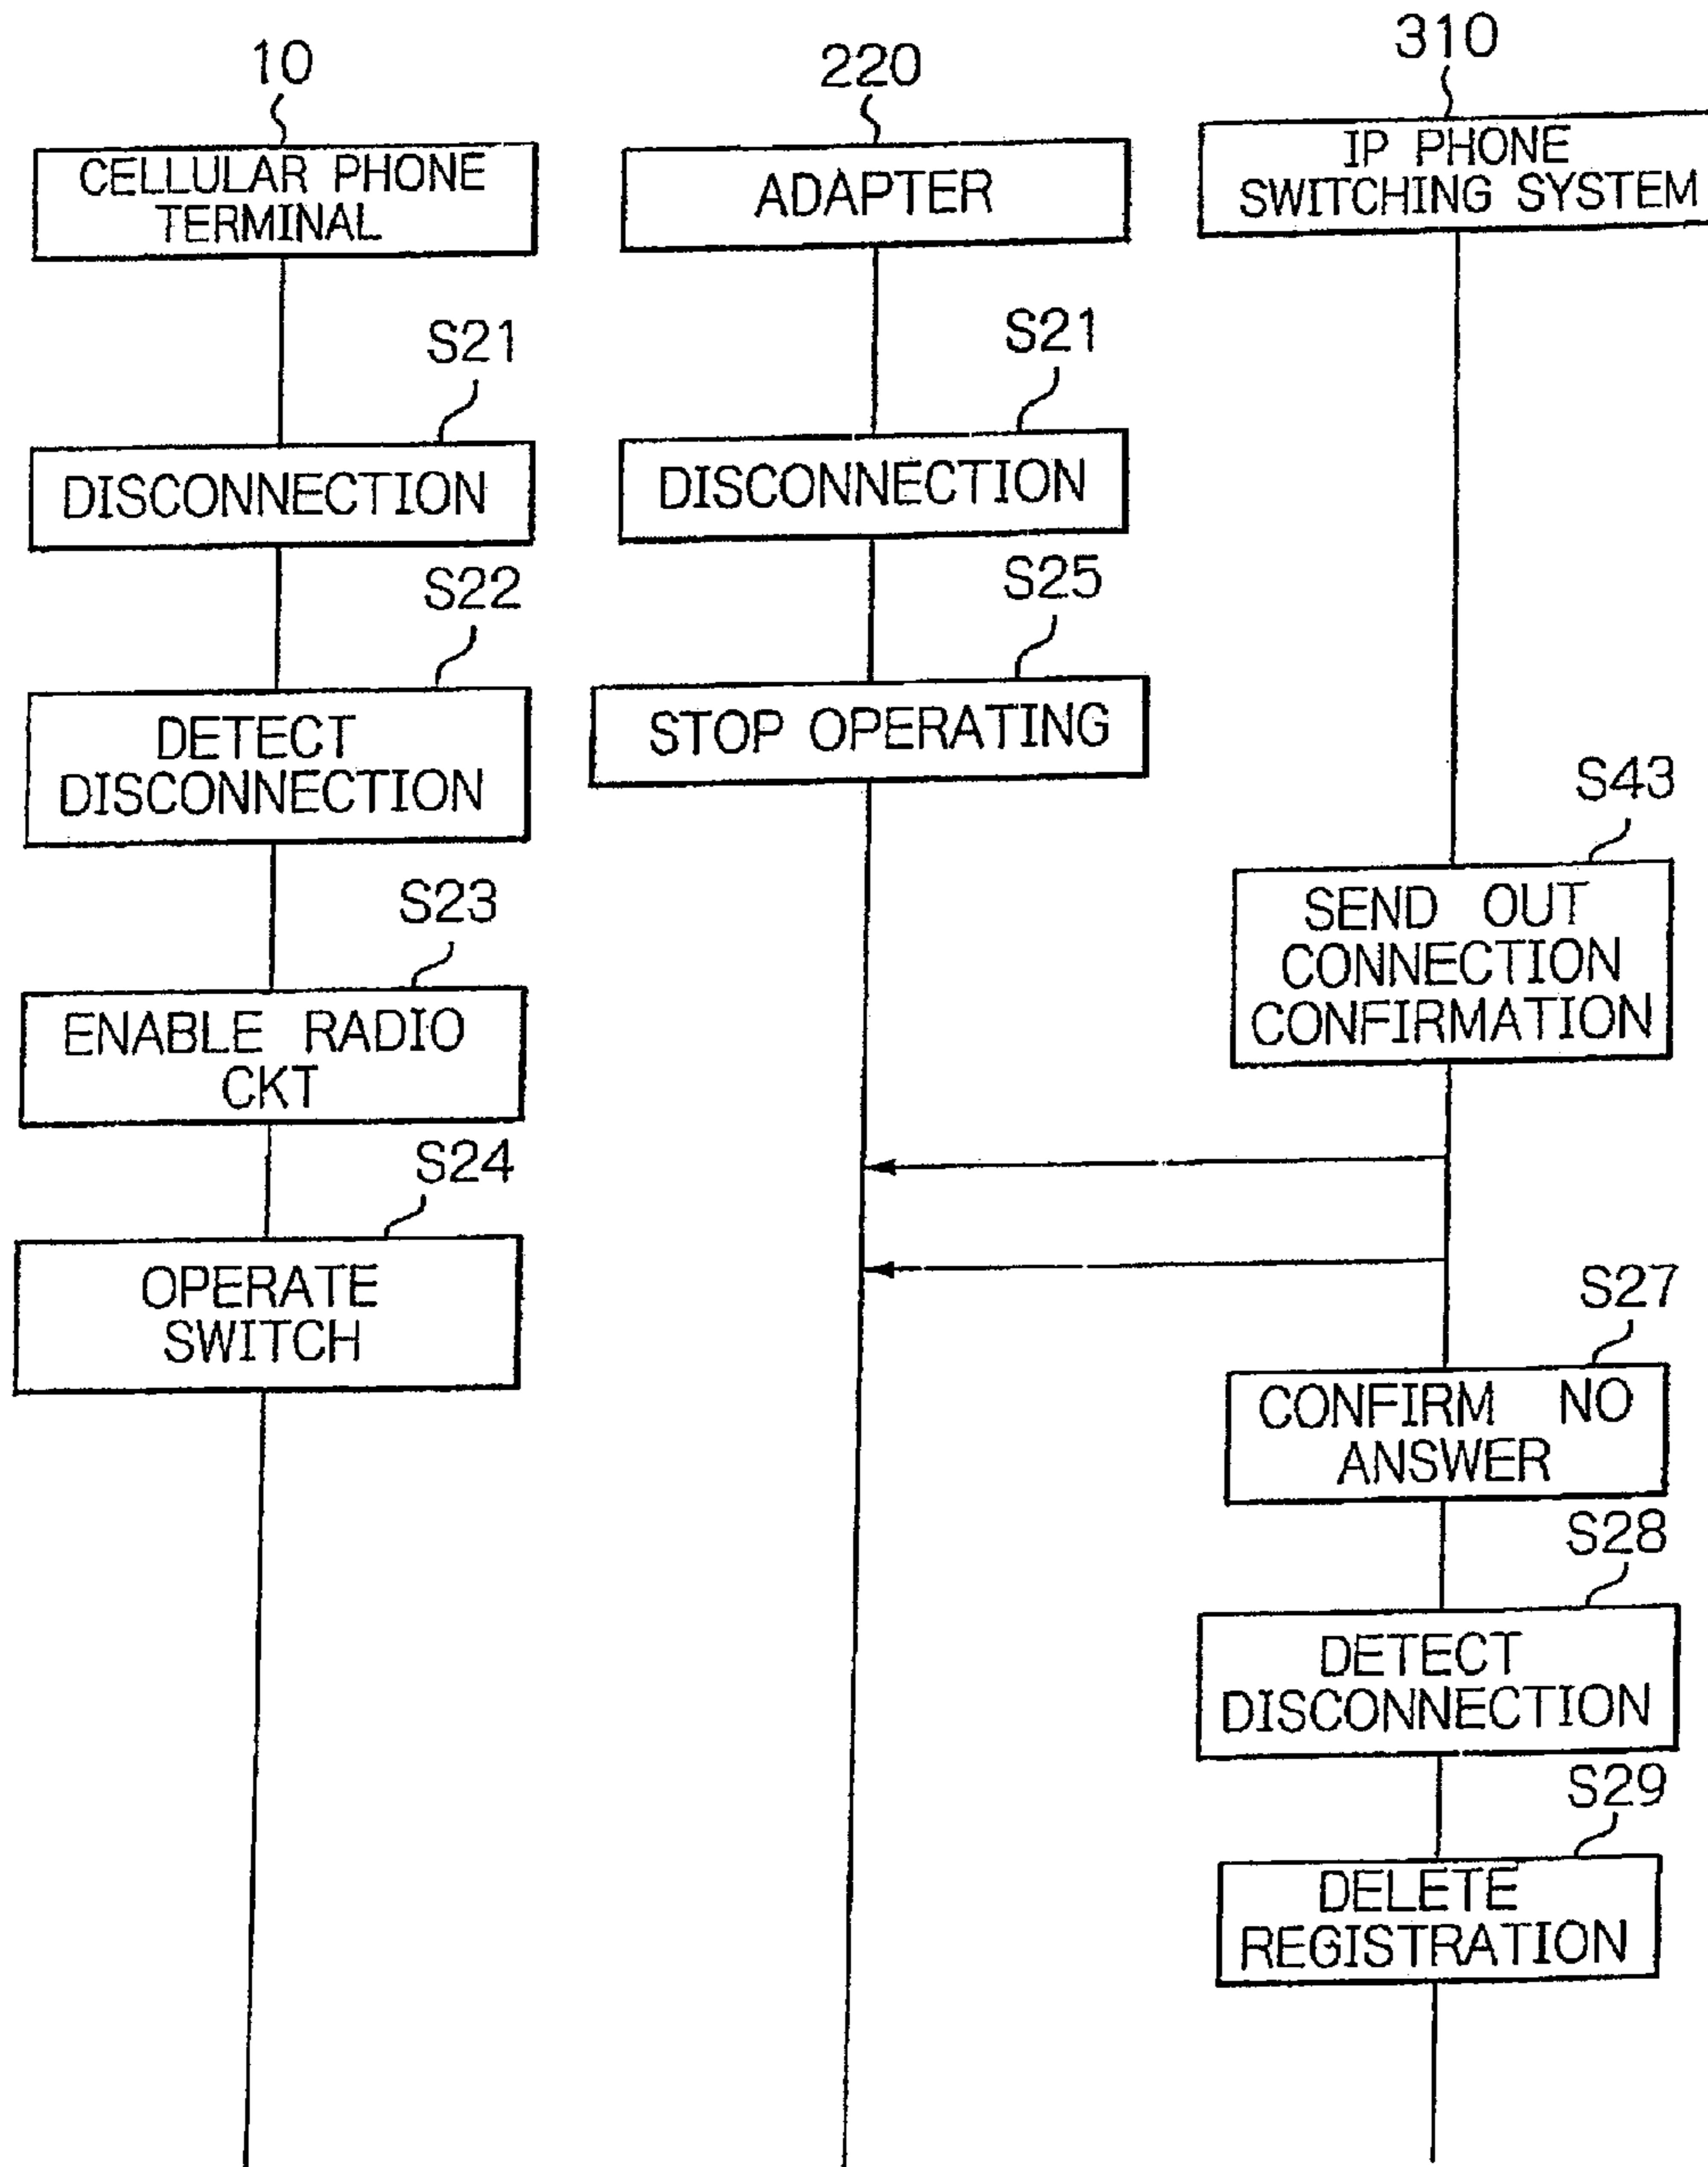 10
220
310
CELLULAR PHONE
TERMINAL
ADAPTER
IP PHONE
SWITCHING SYSTEM
S21
S21
DISCONNECTION
DISCONNECTION
S22
S25
DETECT
DISCONNECTION
STOP OPERATING
S43
SEND OUT
CONNECTION
CONFIRMATION
S23
ENABLE RADIO
CKT
S24
OPERATE
SWITCH
S27
CONFIRM NO
ANSWER
S28
DETECT
DISCONNECTION
S29
DELETE
REGISTRATION